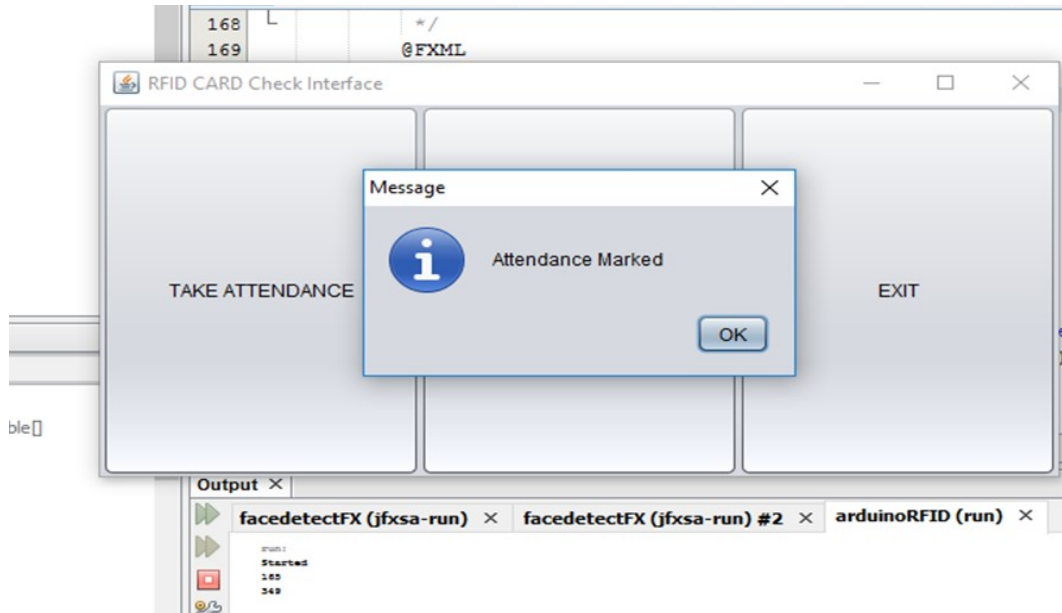 168 */
169 @FXML
RFID CARD Check Interface
Message
Attendance Marked
TAKE ATTENDANCE
EXIT
OK
ble[]
Output
facedetectFX (jfxsa-run) facedetectFX (jfxsa-run) #2 arduinoRFID (run)
run:
Started
165
349